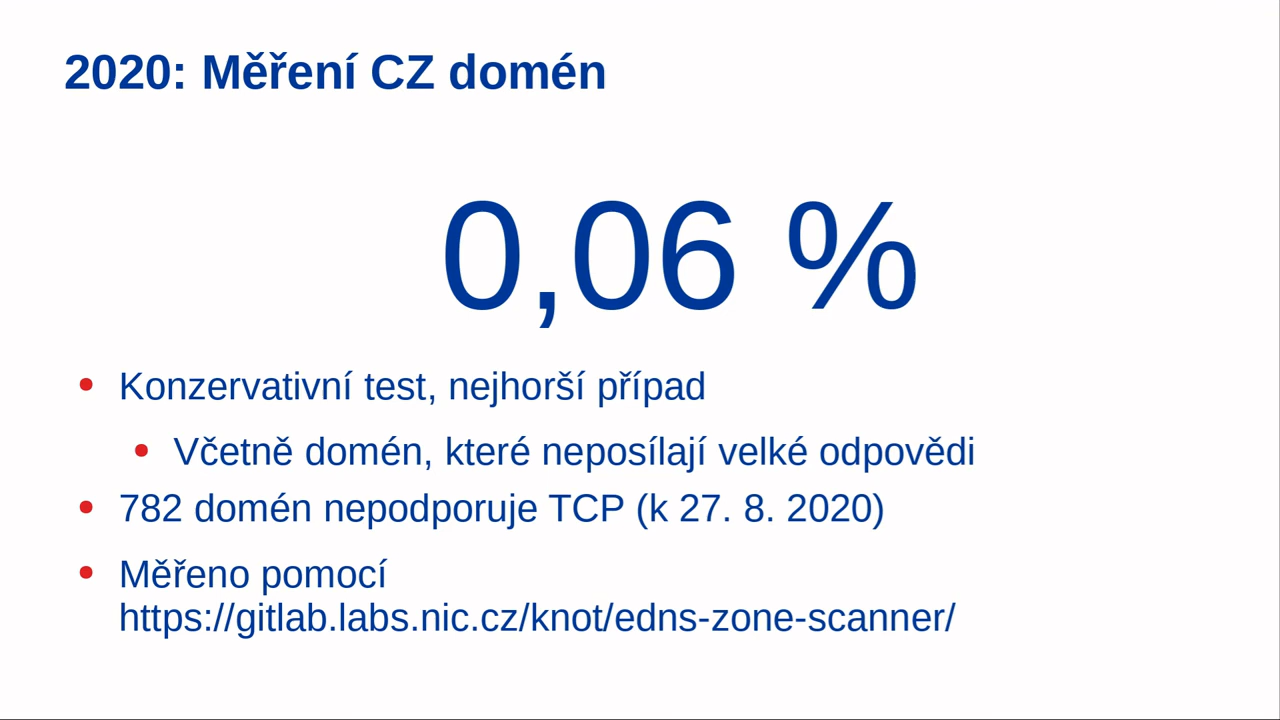 2020: Měření CZ domén
0,06 %
Konzervativní test, nejhorší případ
Včetně domén, které neposílají velké odpovědi
782 domén nepodporuje TCP (k 27. 8. 2020)
Měřeno pomocí
https://gitlab.labs.nic.cz/knot/edns-zone-scanner/